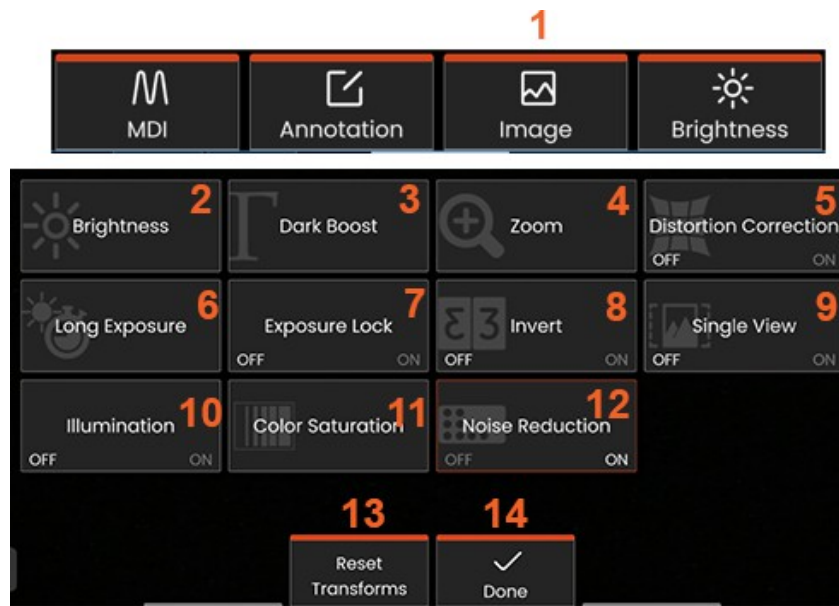 1
MDI Annotation Image Brightness
Brightness 2
Dark Boost 3
Zoom 4
Distortion Correction 5
OFF ON
Long Exposure 6
Exposure Lock 7
OFF ON
Invert 8
OFF ON
Single View 9
OFF ON
Illumination 10
OFF ON
Color Saturation 11
Noise Reduction 12
OFF ON
13 14
Reset
Transforms
Done